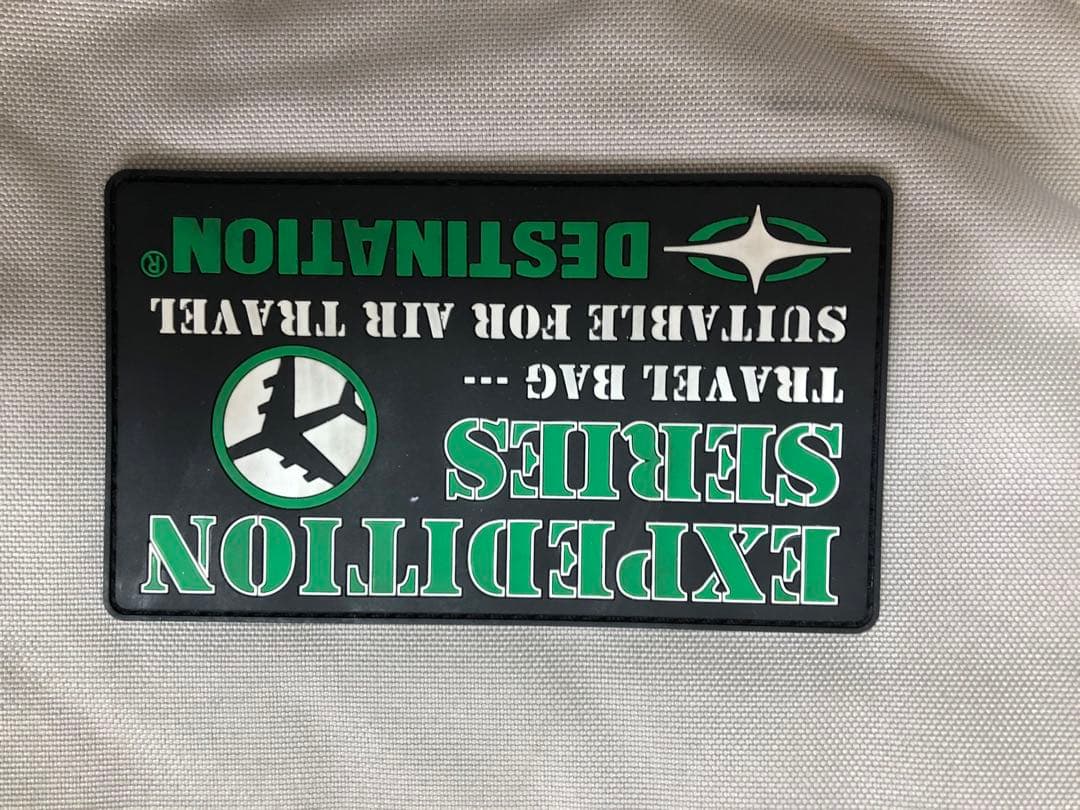 EXPEDITION
SERIES
TRAVEL BAG ---
SUITABLE FOR AIR TRAVEL
DESTINATION®